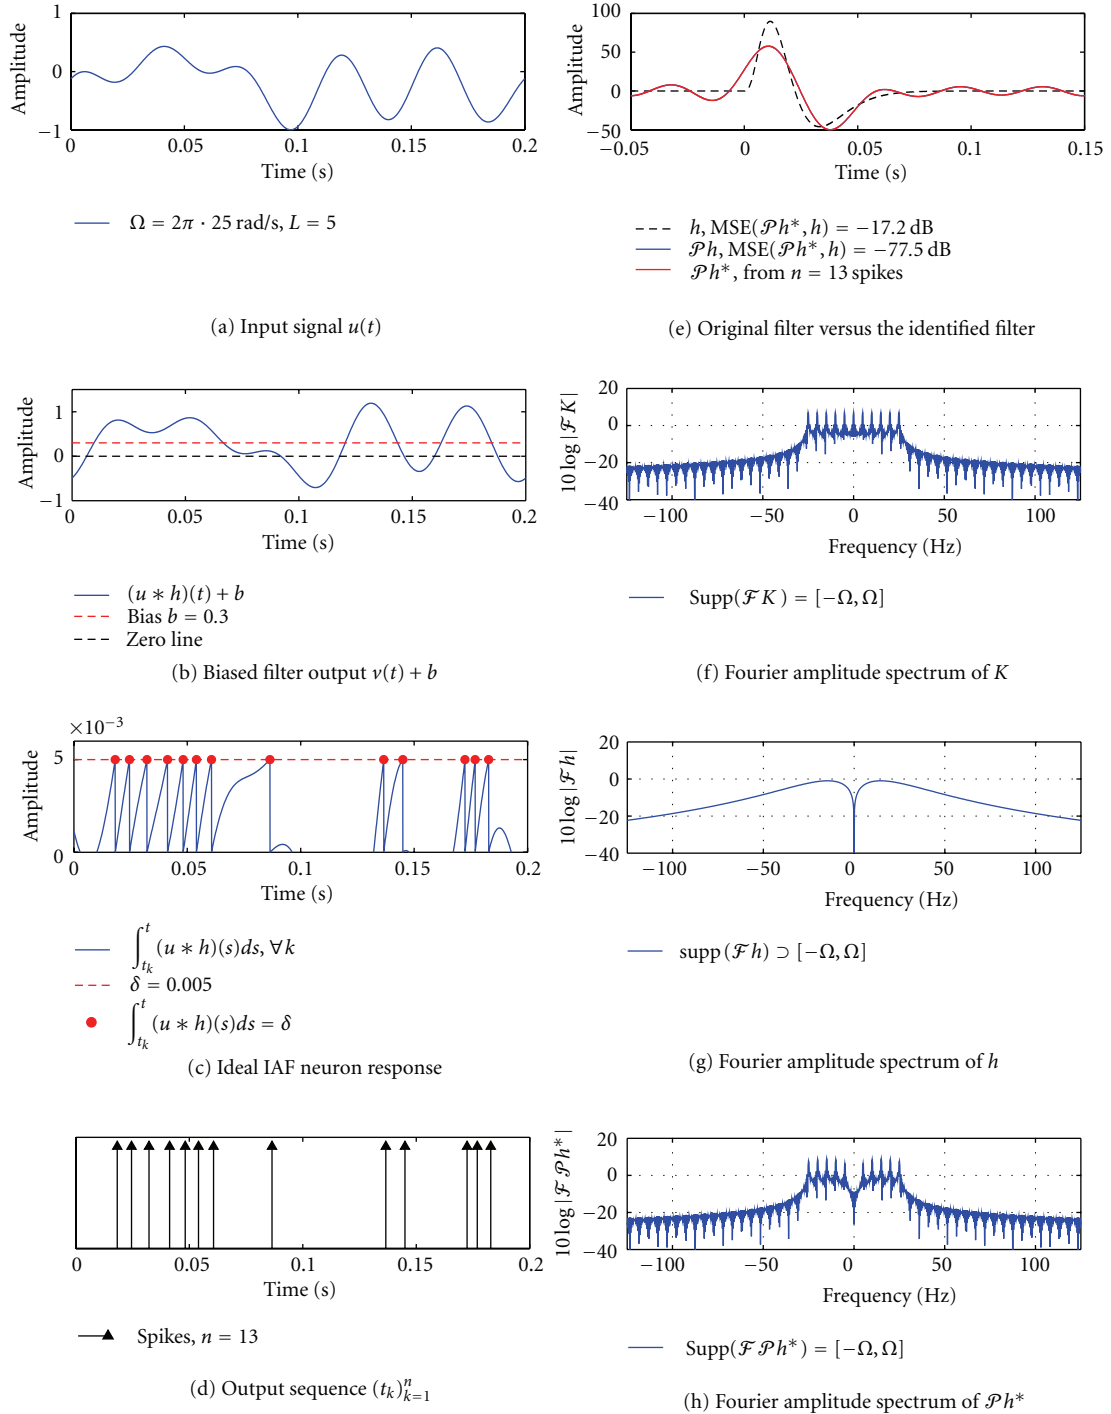 1
0
−1
Amplitude
0 0.05 0.1 0.15 0.2
Time (s)
Ω = 2π · 25 rad/s, L = 5
(a) Input signal u(t)
100
50
0
−50
Amplitude
−0.05 0 0.05 0.1 0.15
Time (s)
h, MSE(𝒫h*, h) = −17.2 dB
𝒫h, MSE(𝒫h*, h) = −77.5 dB
𝒫h*, from n = 13 spikes
(e) Original filter versus the identified filter
1
0
−1
Amplitude
0 0.05 0.1 0.15 0.2
Time (s)
(u ∗ h)(t) + b
Bias b = 0.3
Zero line
(b) Biased filter output v(t) + b
20
0
−20
−40
10 log |ℱK|
−100 −50 0 50 100
Frequency (Hz)
Supp(ℱK) = [−Ω, Ω]
(f) Fourier amplitude spectrum of K
×10⁻³
5
0
Amplitude
0 0.05 0.1 0.15 0.2
Time (s)
∫_{t_k}^{t} (u ∗ h)(s)ds, ∀k
δ = 0.005
∫_{t_k}^{t} (u ∗ h)(s)ds = δ
(c) Ideal IAF neuron response
20
0
−20
−40
10 log |ℱh|
−100 −50 0 50 100
Frequency (Hz)
supp(ℱh) ⊃ [−Ω, Ω]
(g) Fourier amplitude spectrum of h
0 0.05 0.1 0.15 0.2
Time (s)
Spikes, n = 13
(d) Output sequence (t_k)_{k=1}^{n}
20
0
−20
−40
10 log |ℱ𝒫h*|
−100 −50 0 50 100
Frequency (Hz)
Supp(ℱ𝒫h*) = [−Ω, Ω]
(h) Fourier amplitude spectrum of 𝒫h*